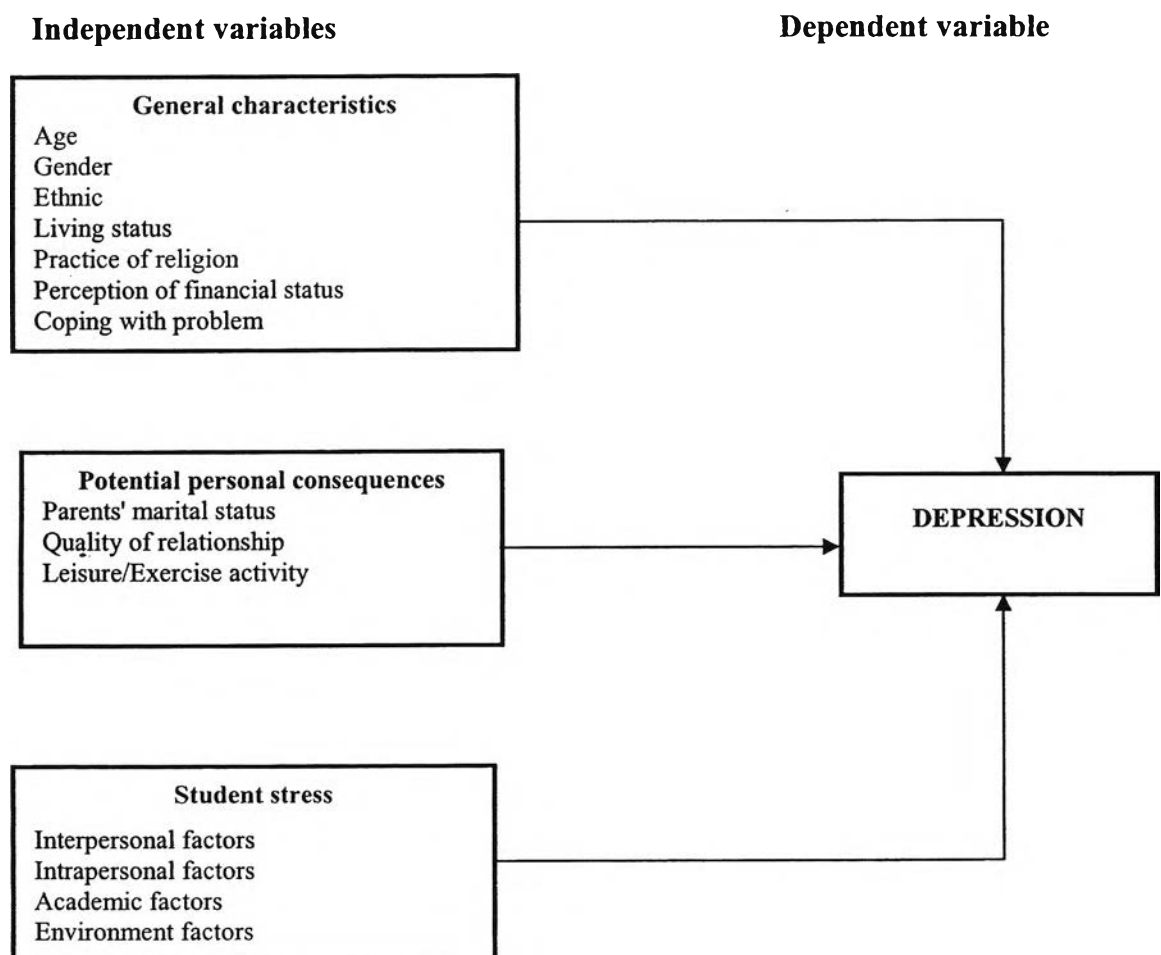 Independent variables
Dependent variable
General characteristics
Age
Gender
Ethnic
Living status
Practice of religion
Perception of financial status
Coping with problem
Potential personal consequences
Parents' marital status
Quality of relationship
Leisure/Exercise activity
DEPRESSION
Student stress
Interpersonal factors
Intrapersonal factors
Academic factors
Environment factors